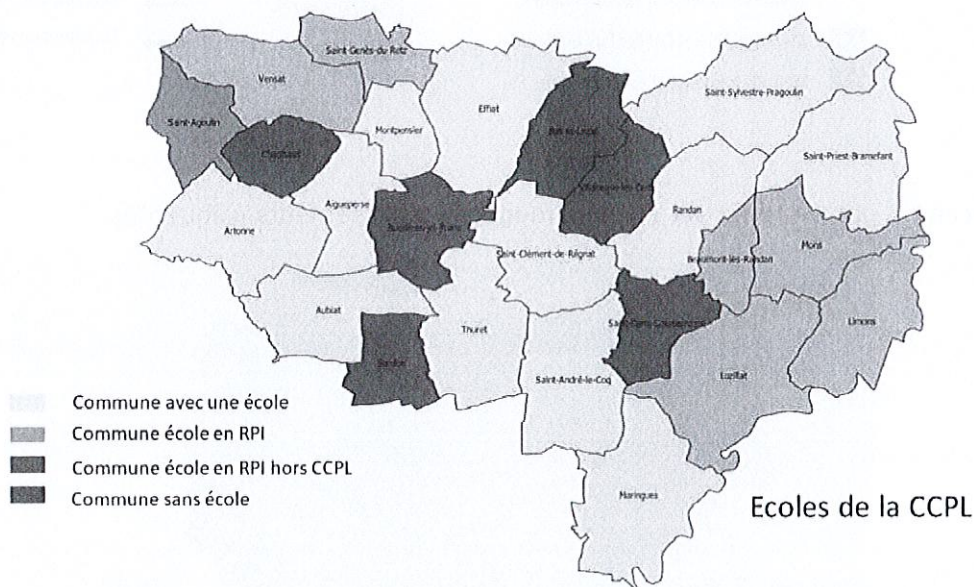 Saint-Genès-du-Retz
Vensat
Saint-Sylvestre-Pragoulin
Effiat
Saint-Agoulin
Montpensier
Chaptuzat
Saint-Priest-Bramefant
Aigueperse
Randan
Artonne
Mons
Saint-Clément-de-Régnat
Beaumont-lès-Randan
Aubiat
Thuret
Limons
Luzillat
Saint-André-le-Coq
Commune avec une école
Commune école en RPI
Commune école en RPI hors CCPL
Commune sans école
Maringues
Ecoles de la CCPL